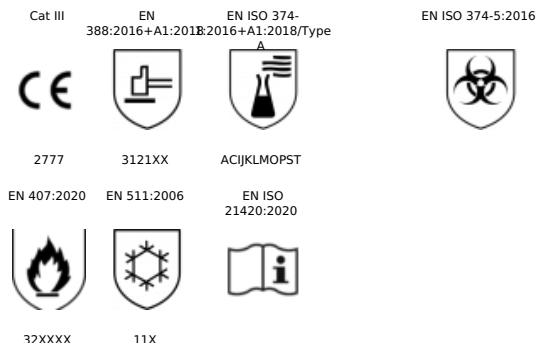 Cat III
EN
388:2016+A1:2018
EN ISO 374-
1:2016+A1:2018/Type
A
EN ISO 374-5:2016
CE
2777
3121XX
ACIJKLMOPST
EN 407:2020
EN 511:2006
EN ISO
21420:2020
i
32XXXX
11X